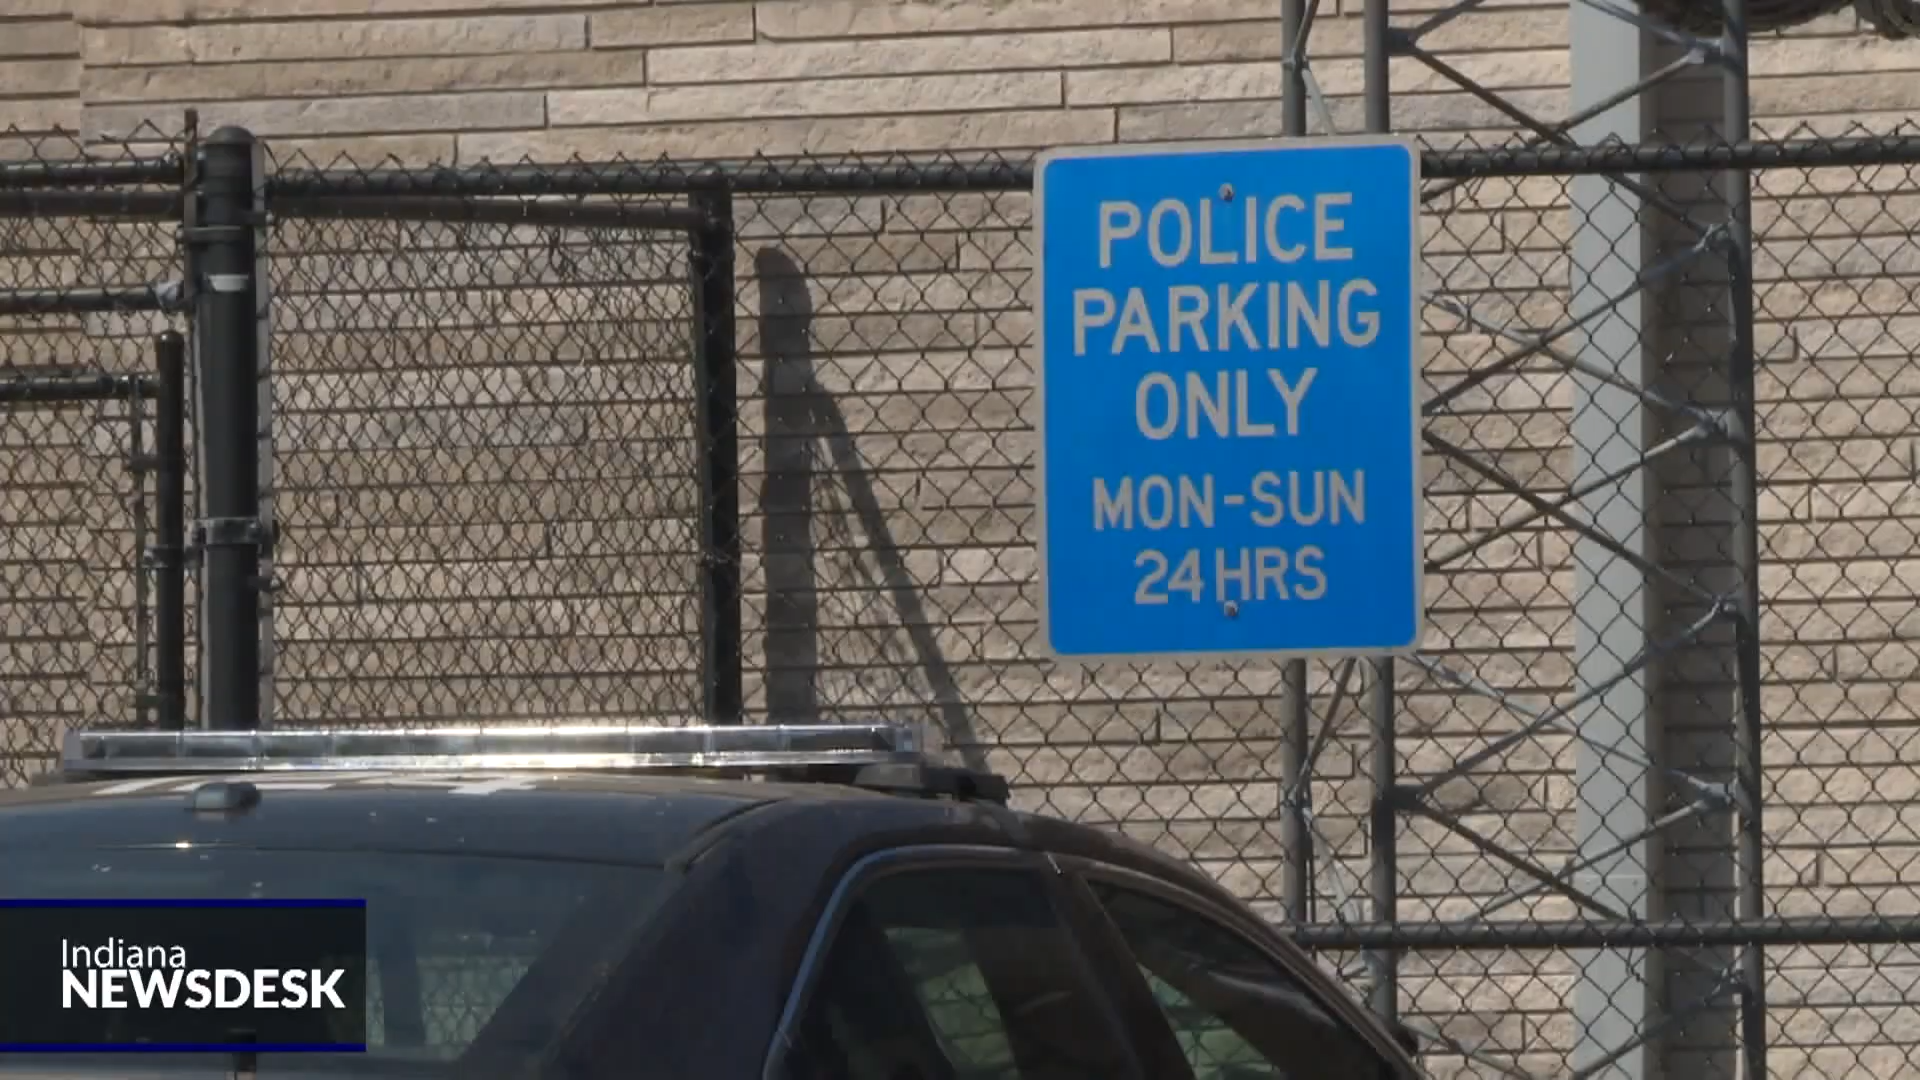 POLICE
PARKING
ONLY
MON-SUN
24 HRS
Indiana
NEWSDESK